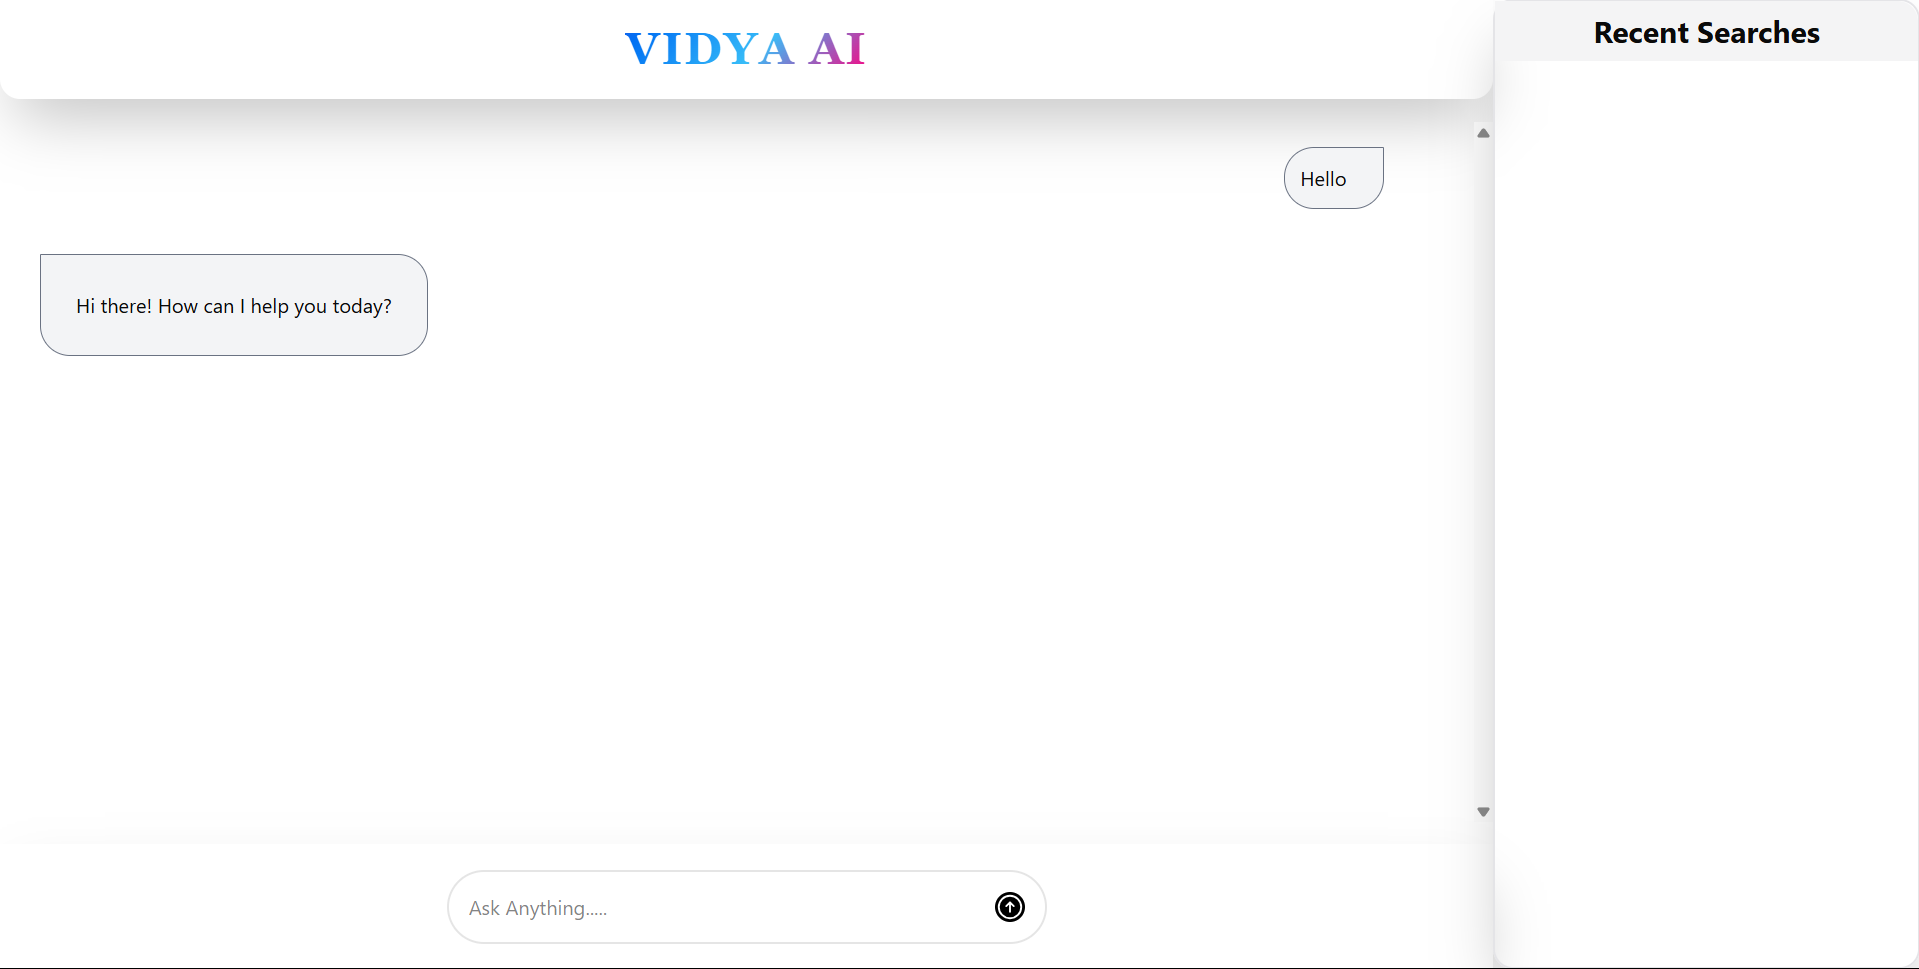 VIDYA AI
Recent Searches
Hello
Hi there! How can I help you today?
Ask Anything.....